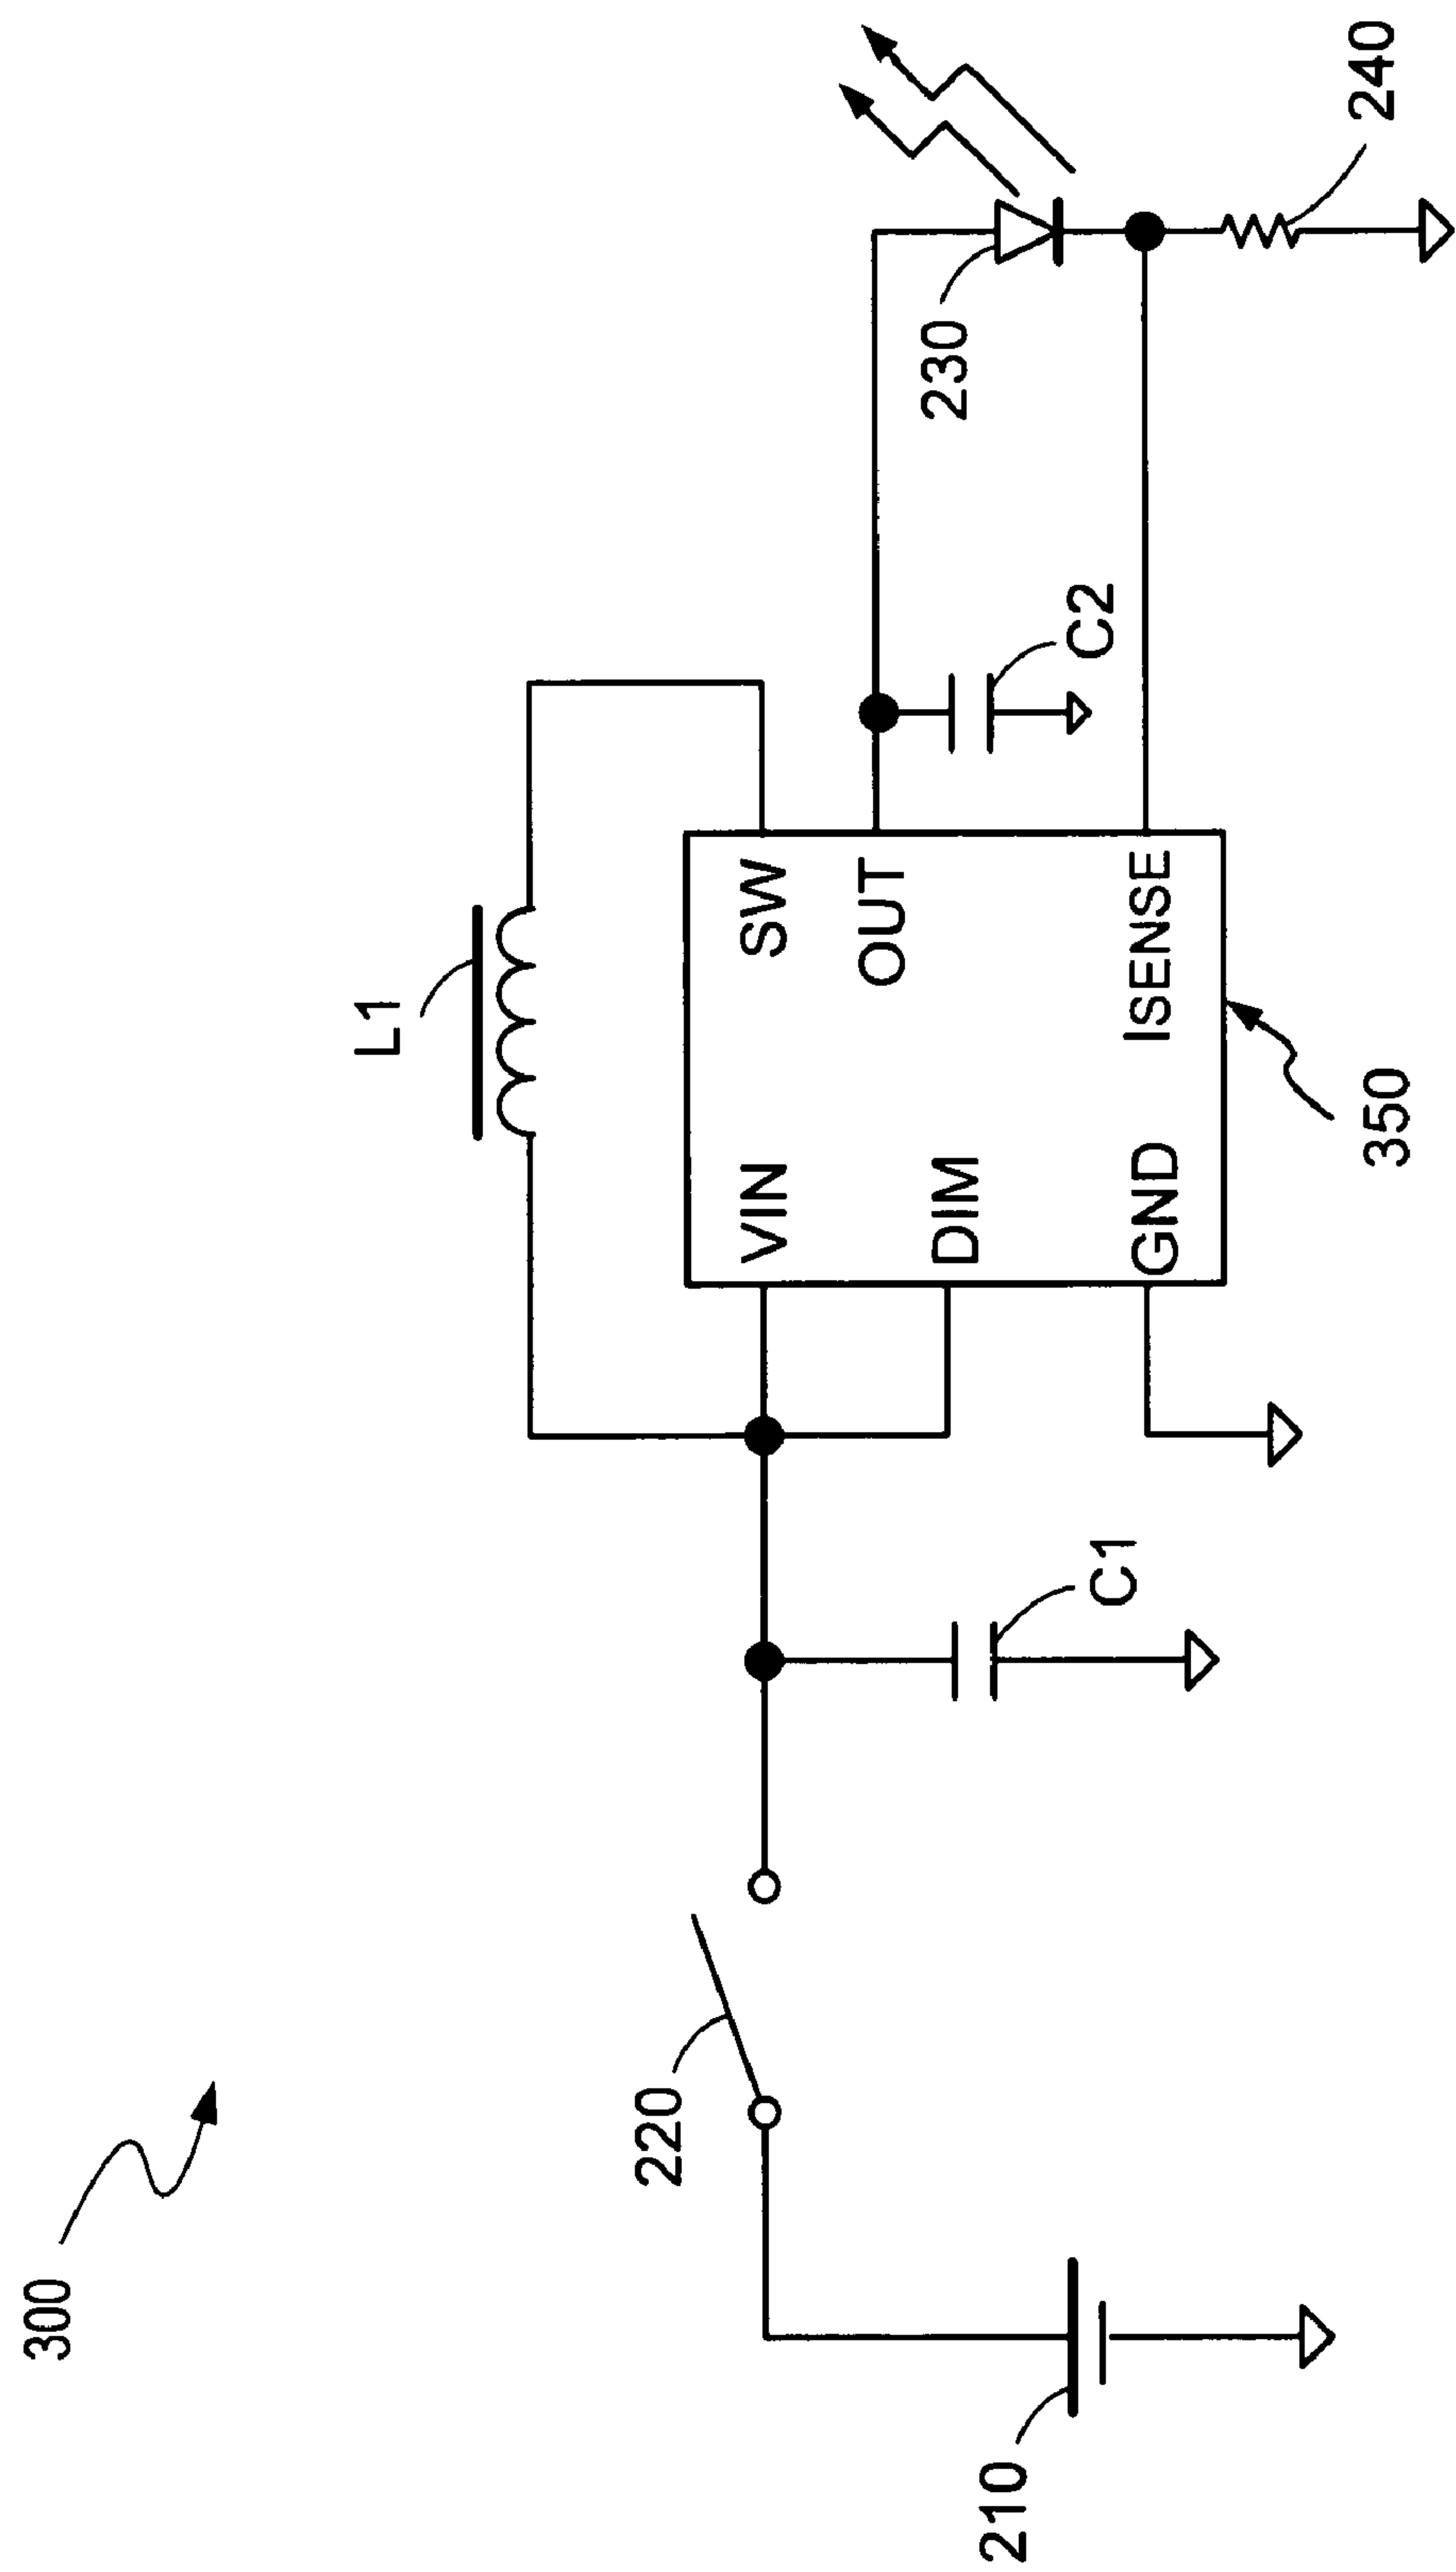 300
L1
220
VIN
SW
OUT
DIM
GND
ISENSE
230
C1
C2
210
350
240